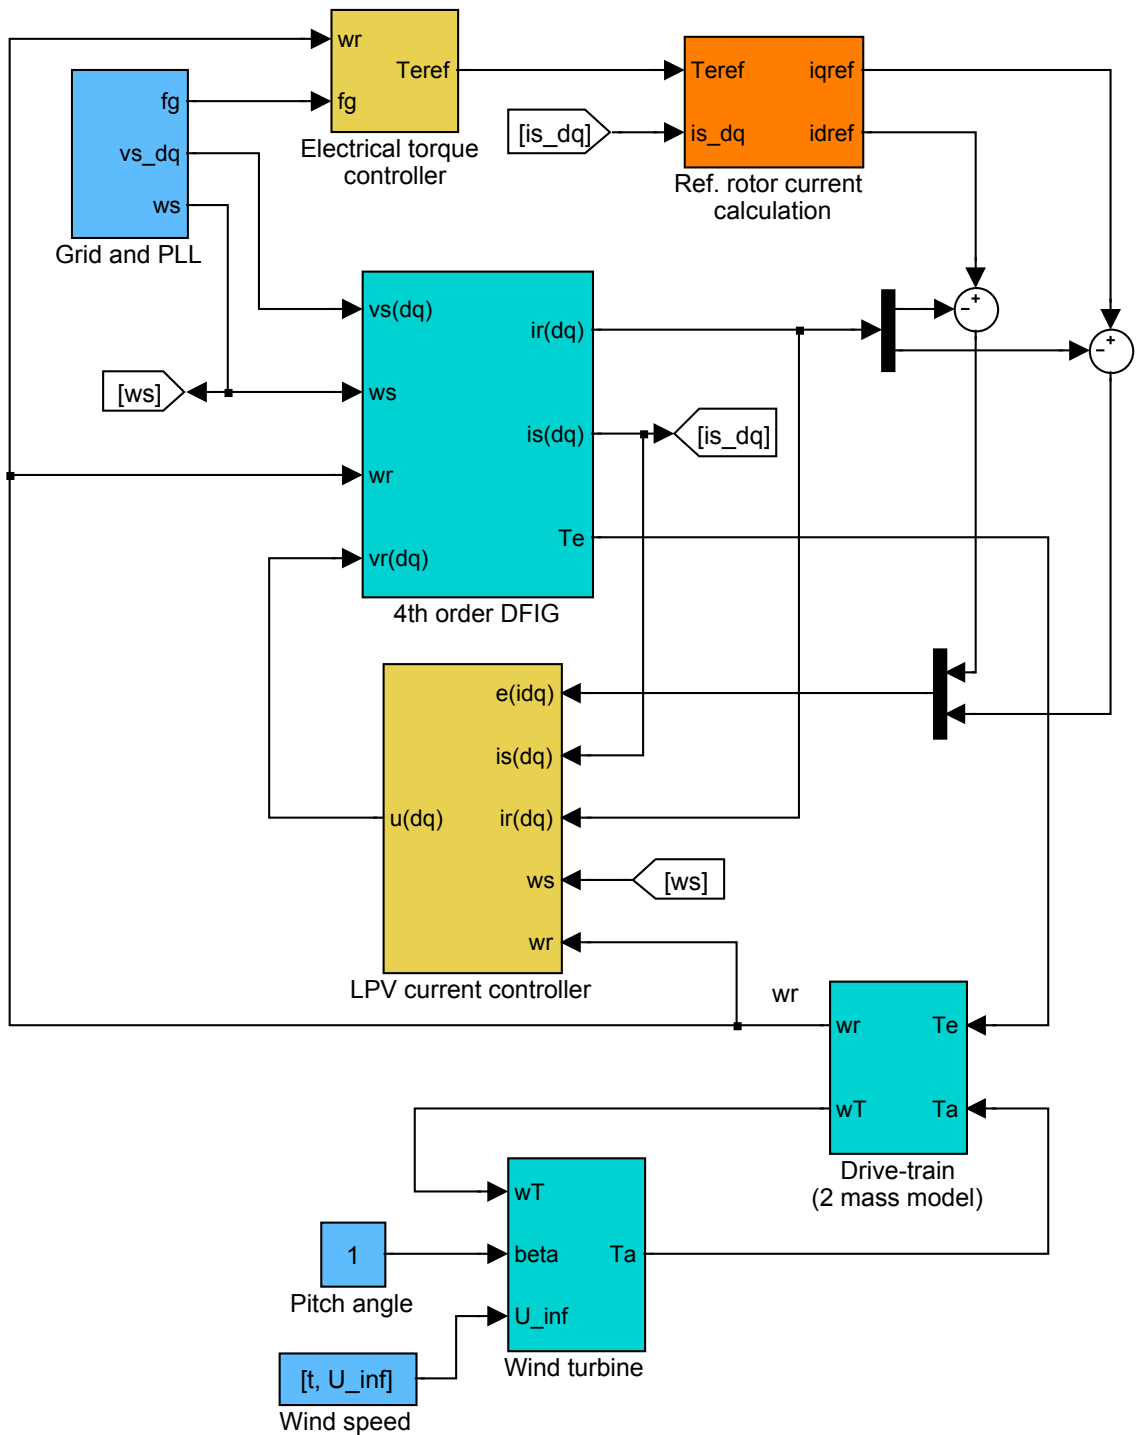 wr
fg
Teref
Electrical torque
controller
fg
vs_dq
ws
Grid and PLL
[is_dq]
Teref
is_dq
iqref
idref
Ref. rotor current
calculation
vs(dq)
ws
wr
vr(dq)
ir(dq)
is(dq)
Te
4th order DFIG
[ws]
[is_dq]
-
+
-
+
e(idq)
is(dq)
ir(dq)
ws
wr
u(dq)
LPV current controller
[ws]
wr
wr
wT
Te
Ta
Drive-train
(2 mass model)
wT
beta
U_inf
Ta
Wind turbine
1
Pitch angle
[t, U_inf]
Wind speed